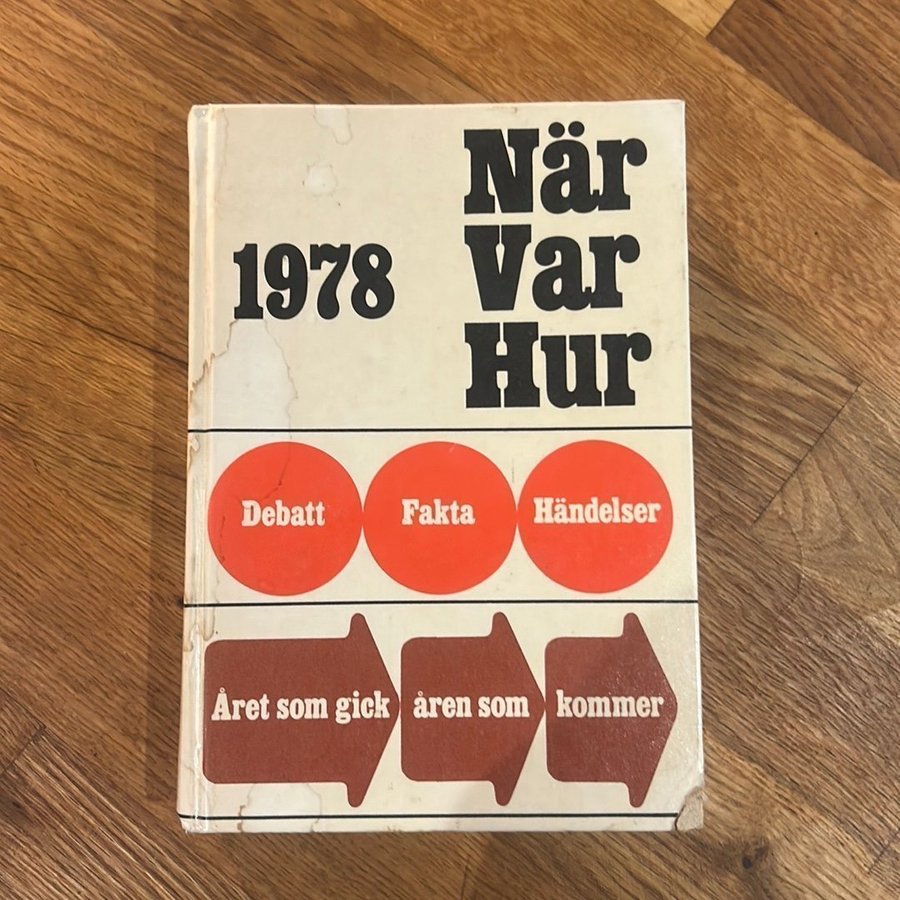 När
Var
Hur
1978
Debatt Fakta Händelser
Året som gick åren som kommer